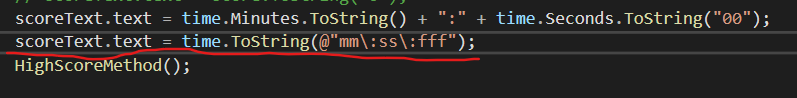 scoreText.text = time.Minutes.ToString() + ":" + time.Seconds.ToString("00");
scoreText.text = time.ToString(@"mm\:ss\:fff");
HighScoreMethod();